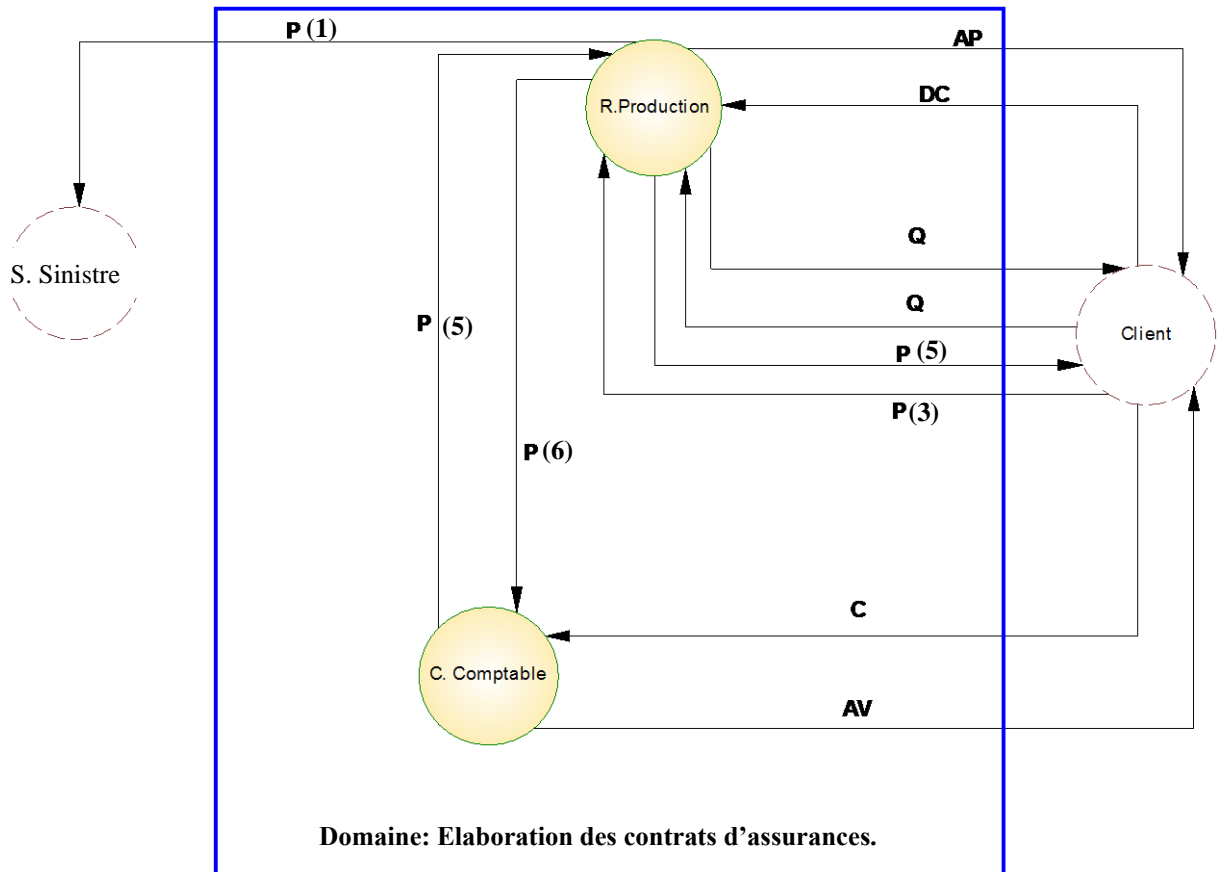 P (1)
AP
R.Production
DC
Q
S. Sinistre
Q
P (5)
Client
P (5)
P (3)
P (6)
C
C. Comptable
AV
Domaine: Elaboration des contrats d’assurances.